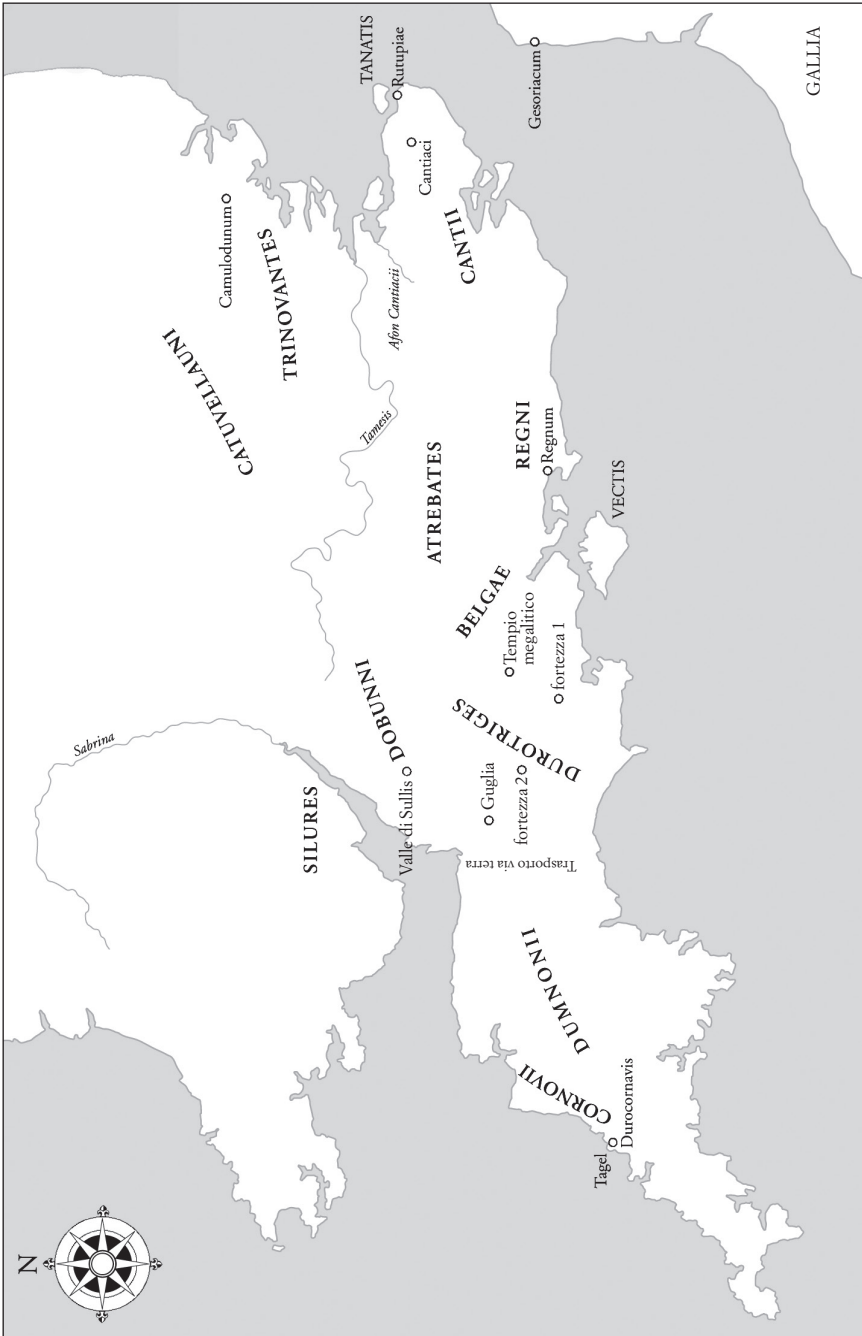 N
Sabrina
SILURES
CATUVELLAUNI
Camulodunum
TRINOVANTES
Tamesis
Afon Cantiacii
TANATIS
Rutupiae
Cantiaci
CANTII
Gesoriacum
GALLIA
DOBUNNI
Valle di Sullis
ATREBATES
BELGAE
REGNI
Regnum
VECTIS
Tempio
megalitico
fortezza 1
DUROTRIGES
Guglia
fortezza 2
Trasporto via terra
DUMNONII
CORNOVII
Tagel
Durocornavis